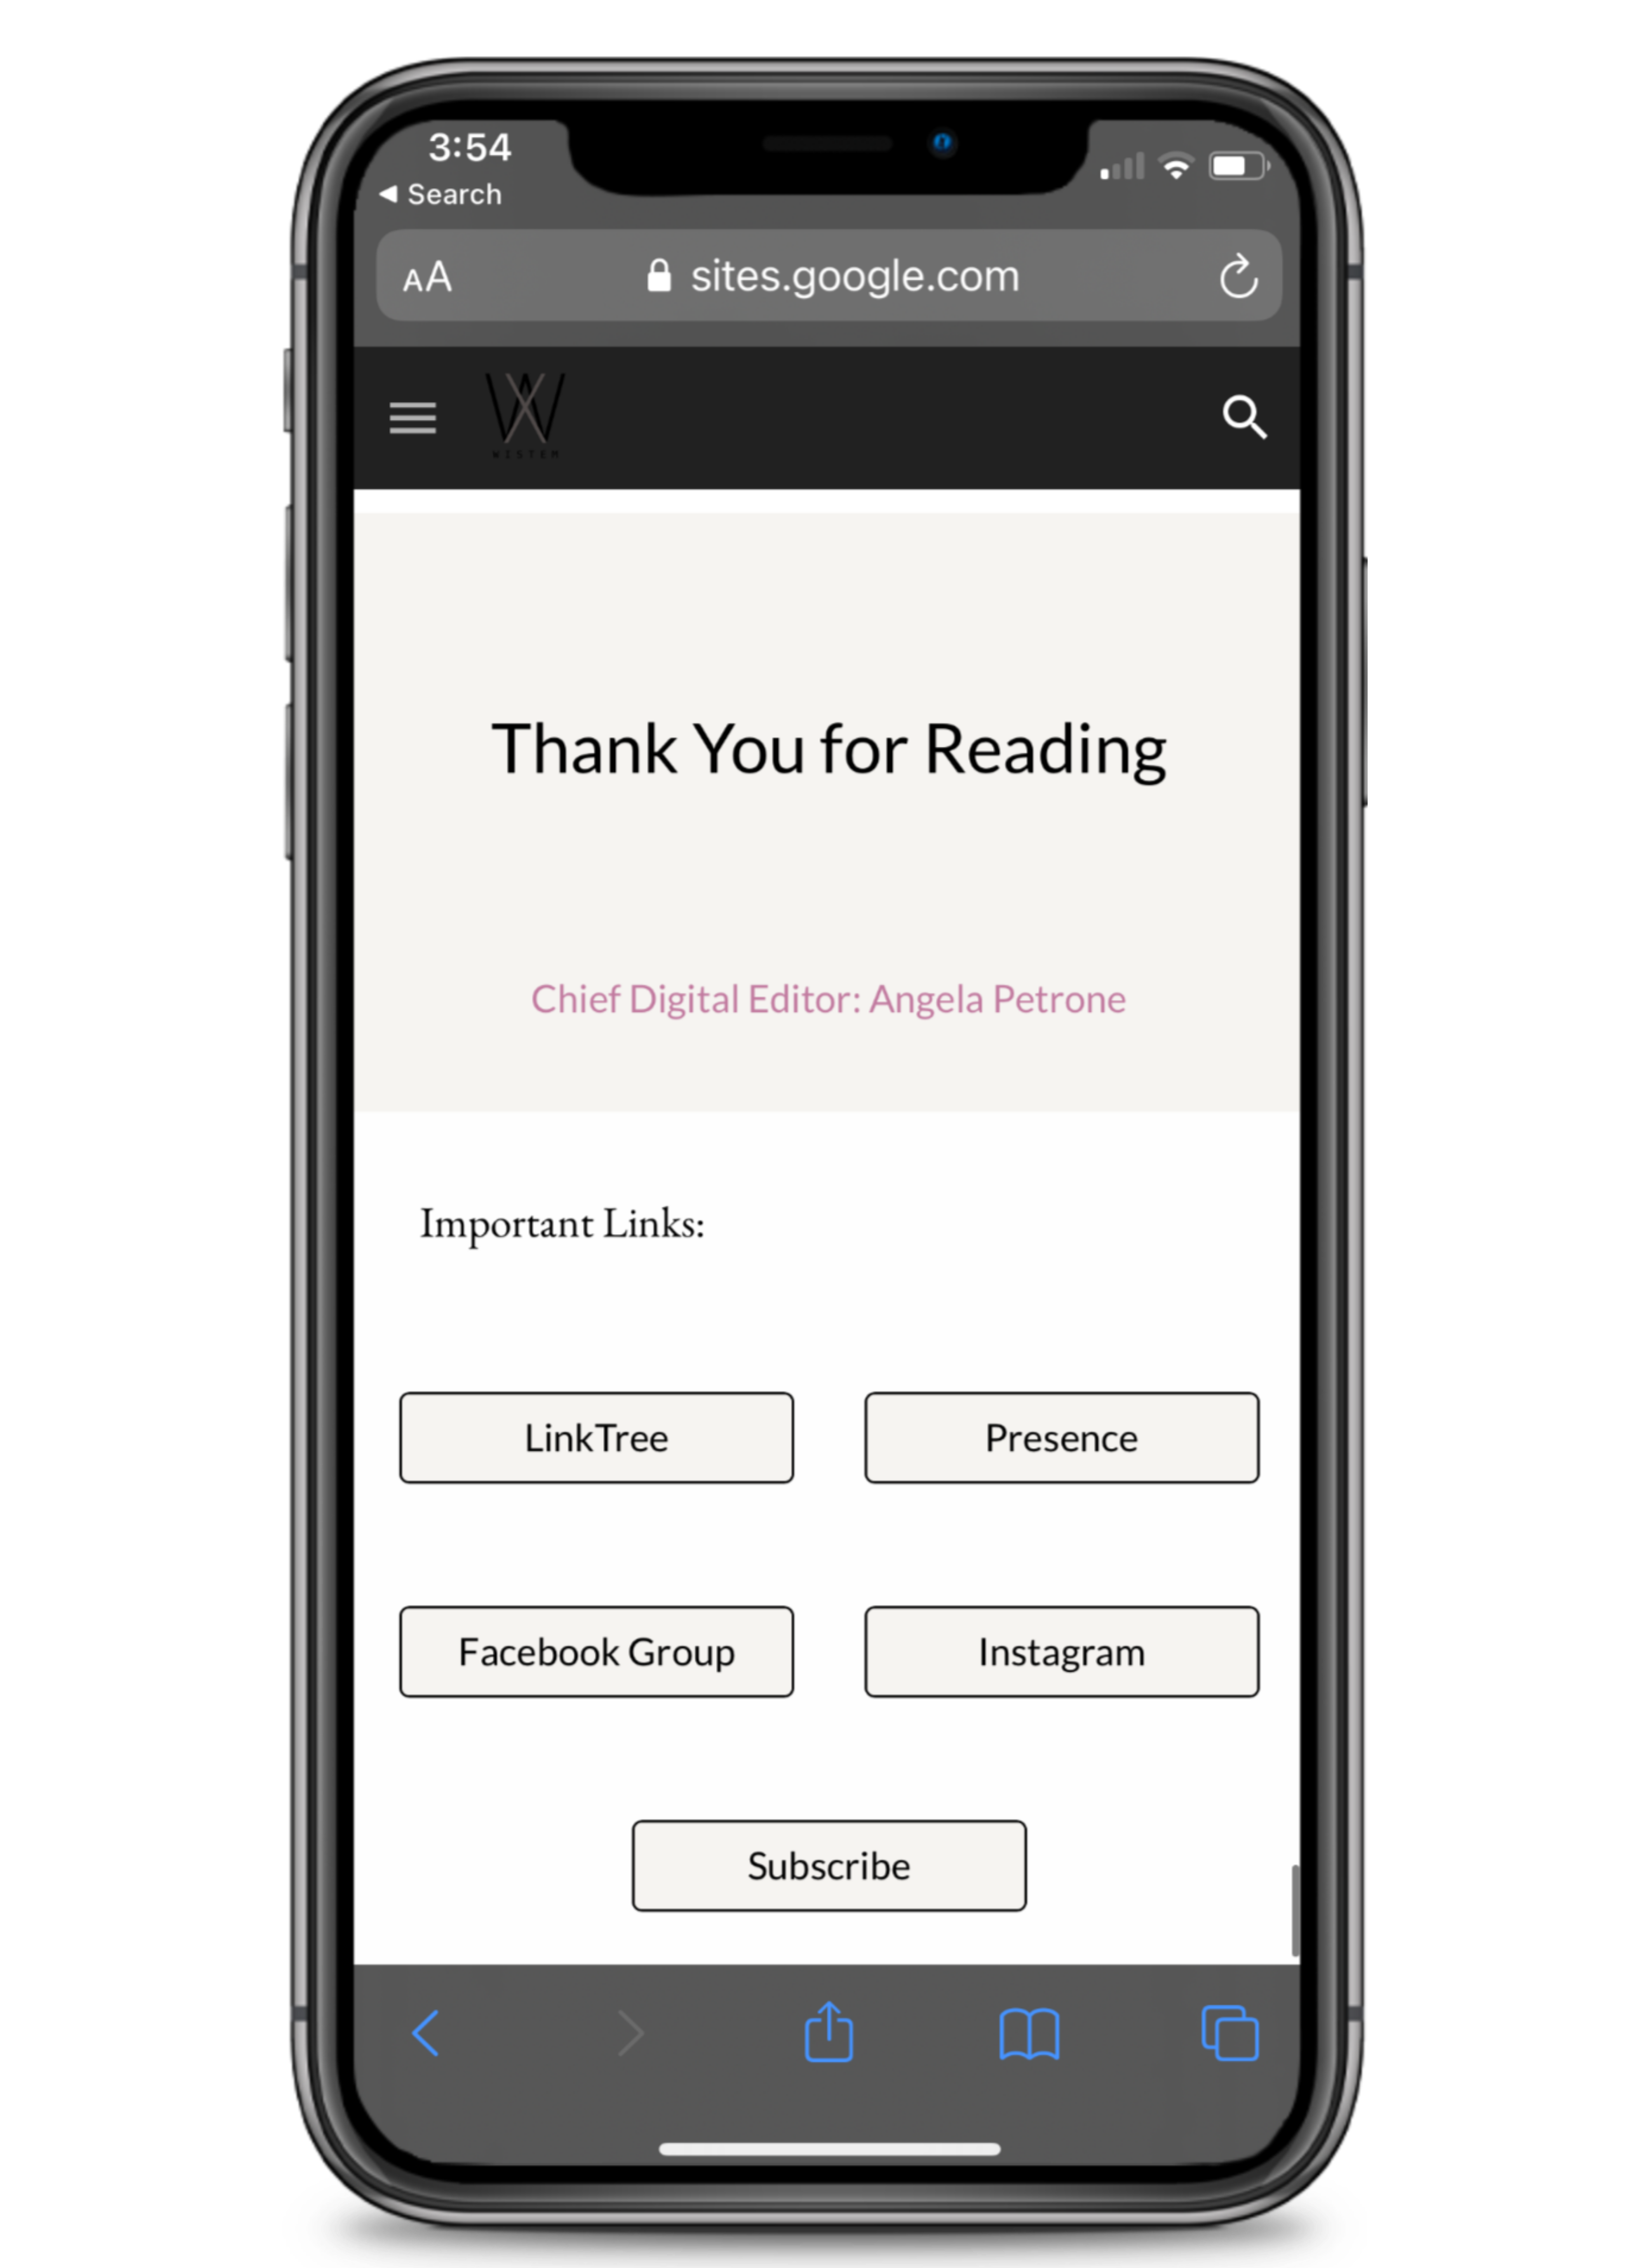 3:54
◀ Search
AA sites.google.com
WISTEM
Thank You for Reading
Chief Digital Editor: Angela Petrone
Important Links:
LinkTree Presence
Facebook Group Instagram
Subscribe